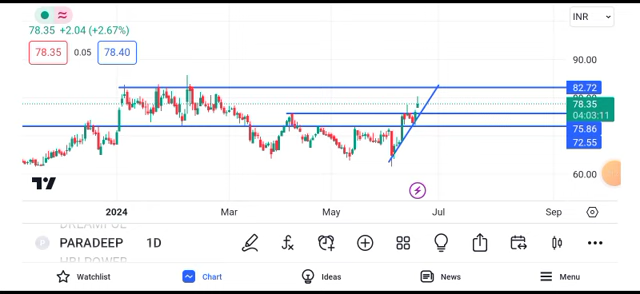 INR
78.35 +2.04 (+2.67%)
78.35 0.05 78.40
90.00
82.72
78.35
04:03:11
75.86
72.55
60.00
2024 Mar May Jul Sep
PARADEEP 1D
Watchlist Chart Ideas News Menu